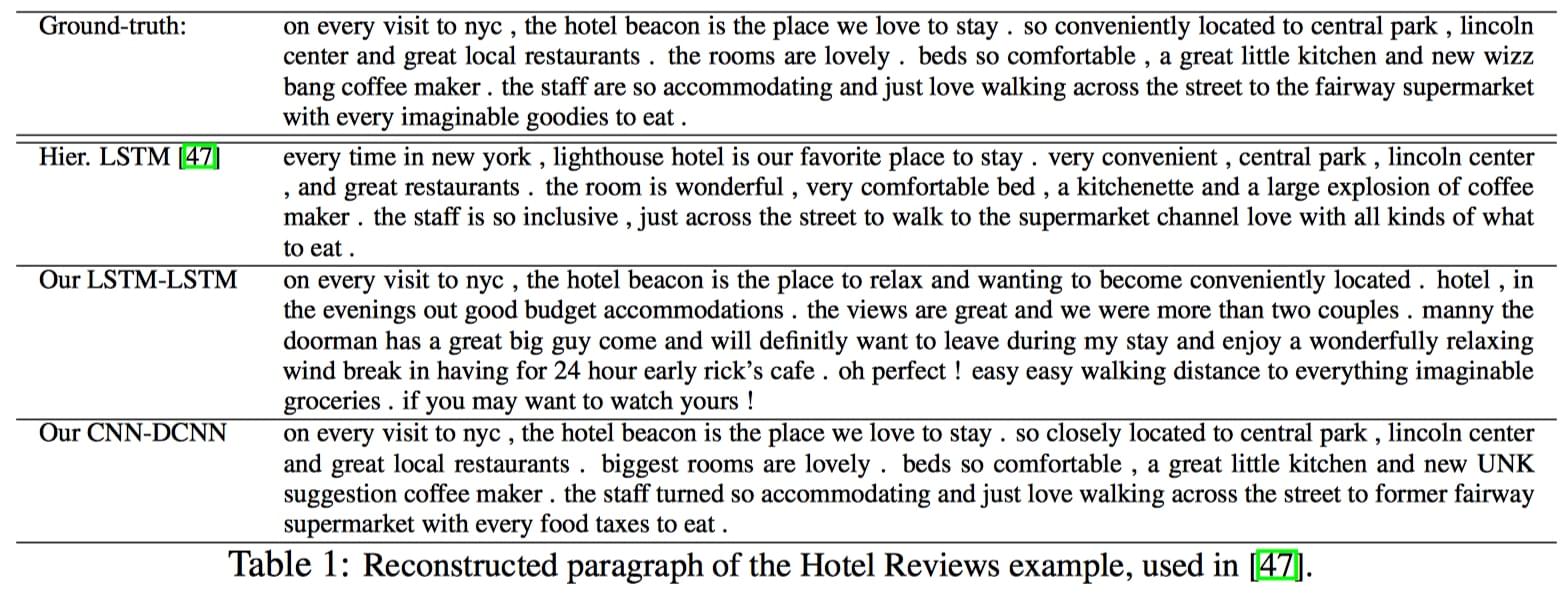 Ground-truth: on every visit to nyc , the hotel beacon is the place we love to stay . so conveniently located to central park , lincoln
center and great local restaurants . the rooms are lovely . beds so comfortable , a great little kitchen and new wizz
bang coffee maker . the staff are so accommodating and just love walking across the street to the fairway supermarket
with every imaginable goodies to eat .
Hier. LSTM [47] every time in new york , lighthouse hotel is our favorite place to stay . very convenient , central park , lincoln center
, and great restaurants . the room is wonderful , very comfortable bed , a kitchenette and a large explosion of coffee
maker . the staff is so inclusive , just across the street to walk to the supermarket channel love with all kinds of what
to eat .
Our LSTM-LSTM on every visit to nyc , the hotel beacon is the place to relax and wanting to become conveniently located . hotel , in
the evenings out good budget accommodations . the views are great and we were more than two couples . manny the
doorman has a great big guy come and will definitly want to leave during my stay and enjoy a wonderfully relaxing
wind break in having for 24 hour early rick's cafe . oh perfect ! easy easy walking distance to everything imaginable
groceries . if you may want to watch yours !
Our CNN-DCNN on every visit to nyc , the hotel beacon is the place we love to stay . so closely located to central park , lincoln center
and great local restaurants . biggest rooms are lovely . beds so comfortable , a great little kitchen and new UNK
suggestion coffee maker . the staff turned so accommodating and just love walking across the street to former fairway
supermarket with every food taxes to eat .
Table 1: Reconstructed paragraph of the Hotel Reviews example, used in [47].